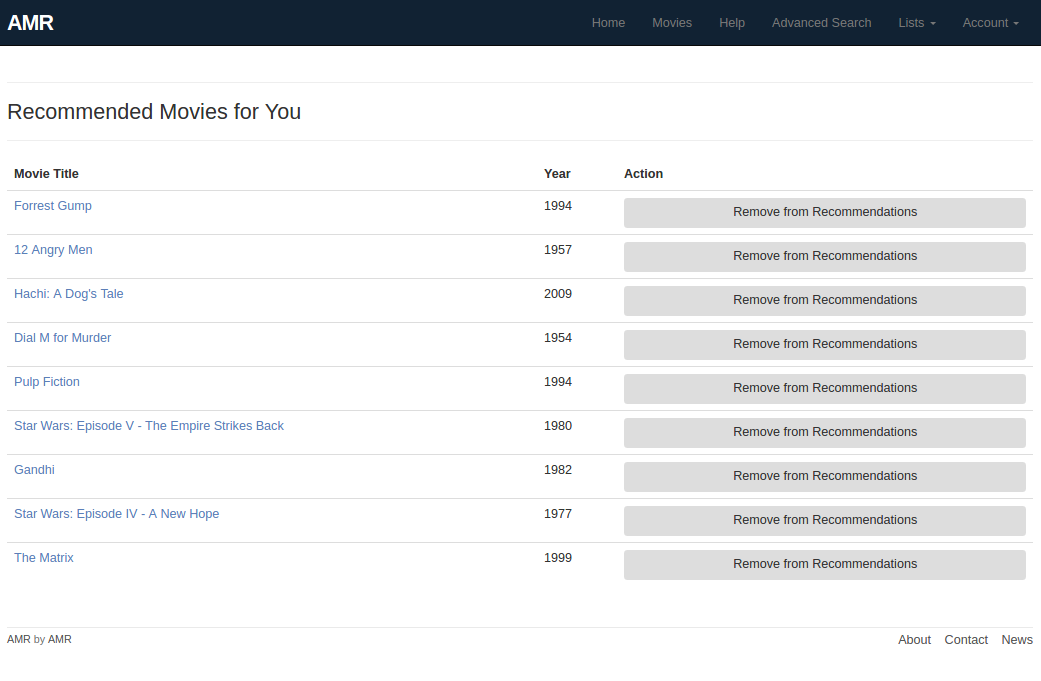 AMR Home Movies Help Advanced Search Lists Account
Recommended Movies for You
Movie Title Year Action
Forrest Gump 1994 Remove from Recommendations
12 Angry Men 1957 Remove from Recommendations
Hachi: A Dog's Tale 2009 Remove from Recommendations
Dial M for Murder 1954 Remove from Recommendations
Pulp Fiction 1994 Remove from Recommendations
Star Wars: Episode V - The Empire Strikes Back 1980 Remove from Recommendations
Gandhi 1982 Remove from Recommendations
Star Wars: Episode IV - A New Hope 1977 Remove from Recommendations
The Matrix 1999 Remove from Recommendations
AMR by AMR About Contact News